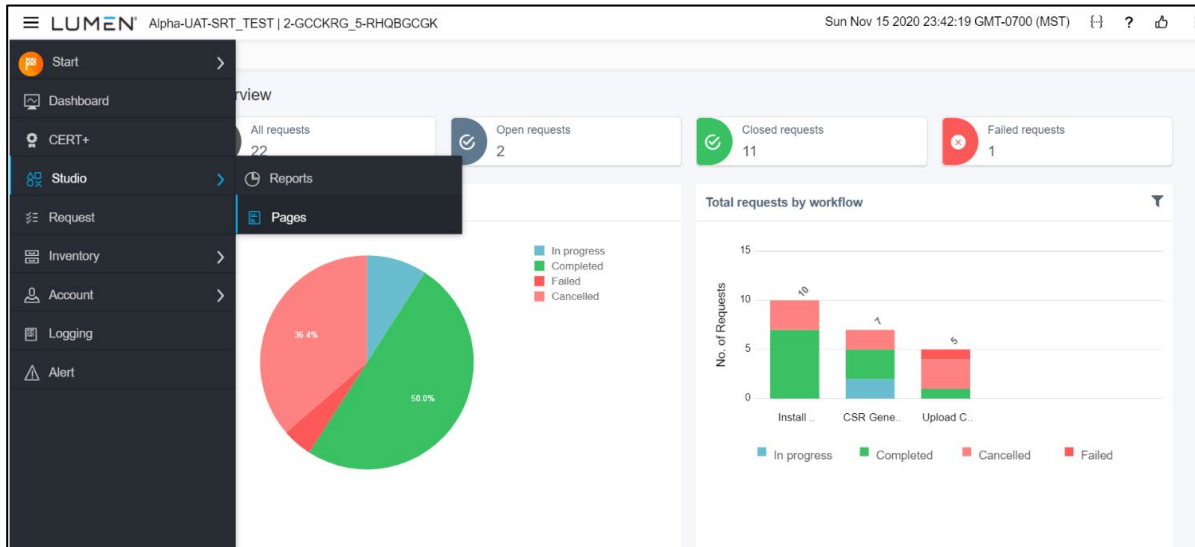 LUMEN® Alpha-UAT-SRT_TEST | 2-GCCKRG_5-RHQBGCGK Sun Nov 15 2020 23:42:19 GMT-0700 (MST) {··} ?
Start
Dashboard
CERT+
Studio
Request
Inventory
Account
Logging
Alert
Reports
Pages
rview
All requests
22
Open requests
2
Closed requests
11
Failed requests
1
In progress
Completed
Failed
Cancelled
36.4%
50.0%
Total requests by workflow
No. of Requests
15
10
5
0
10
7
5
Install ..
CSR Gene..
Upload C..
In progress Completed Cancelled Failed